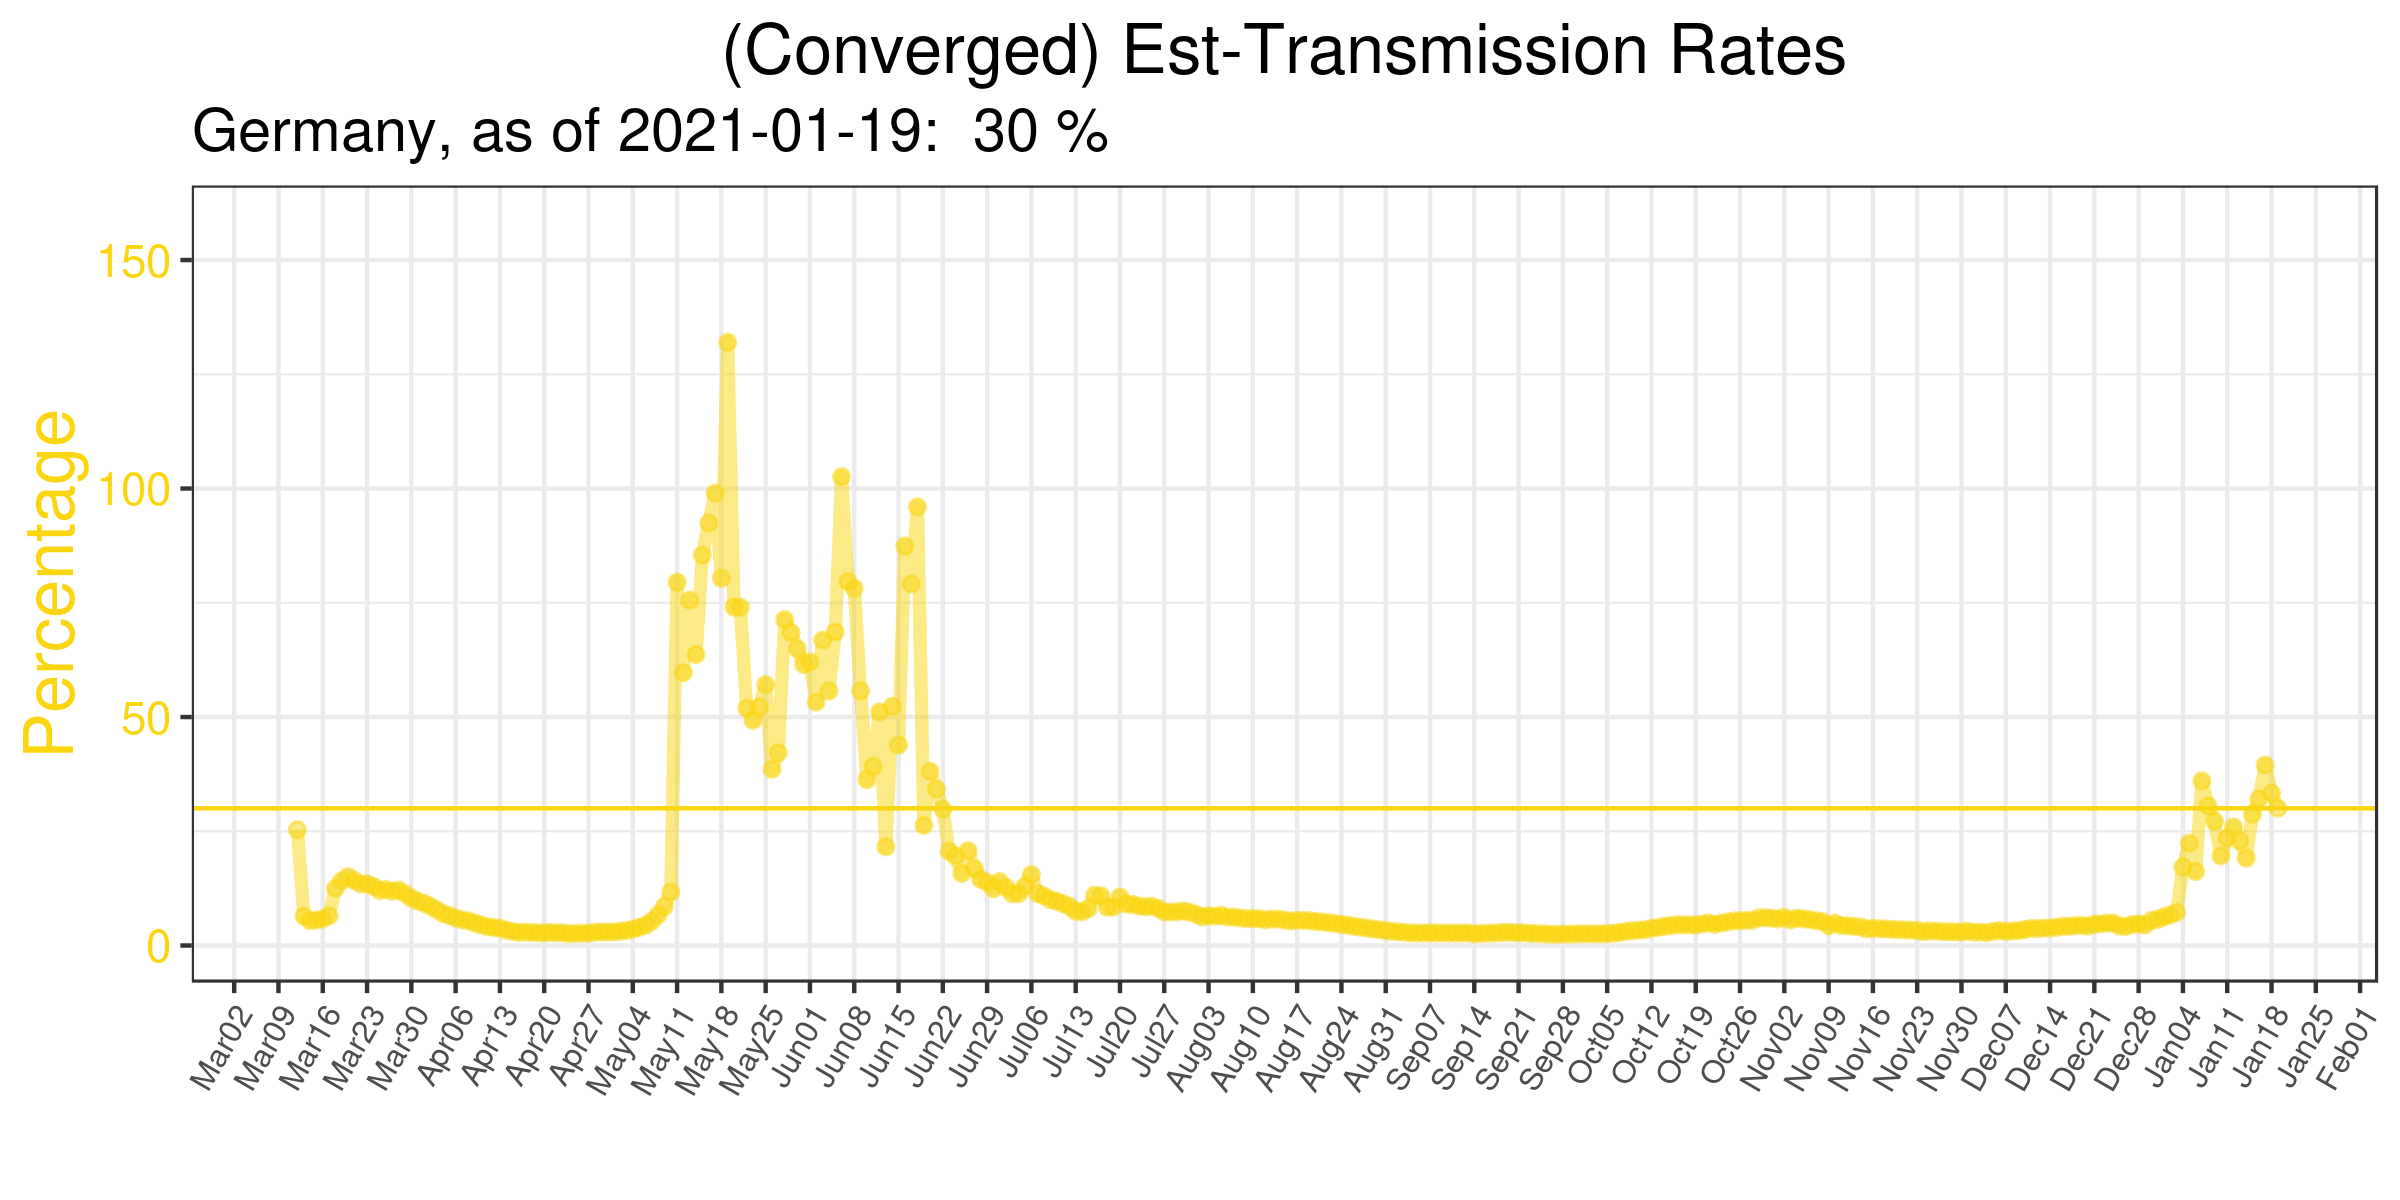 (Converged) Est-Transmission Rates
Germany, as of 2021-01-19:  30 %
Percentage
150
100
50
0
Mar02
Mar09
Mar16
Mar23
Mar30
Apr06
Apr13
Apr20
Apr27
May04
May11
May18
May25
Jun01
Jun08
Jun15
Jun22
Jun29
Jul06
Jul13
Jul20
Jul27
Aug03
Aug10
Aug17
Aug24
Aug31
Sep07
Sep14
Sep21
Sep28
Oct05
Oct12
Oct19
Oct26
Nov02
Nov09
Nov16
Nov23
Nov30
Dec07
Dec14
Dec21
Dec28
Jan04
Jan11
Jan18
Jan25
Feb01